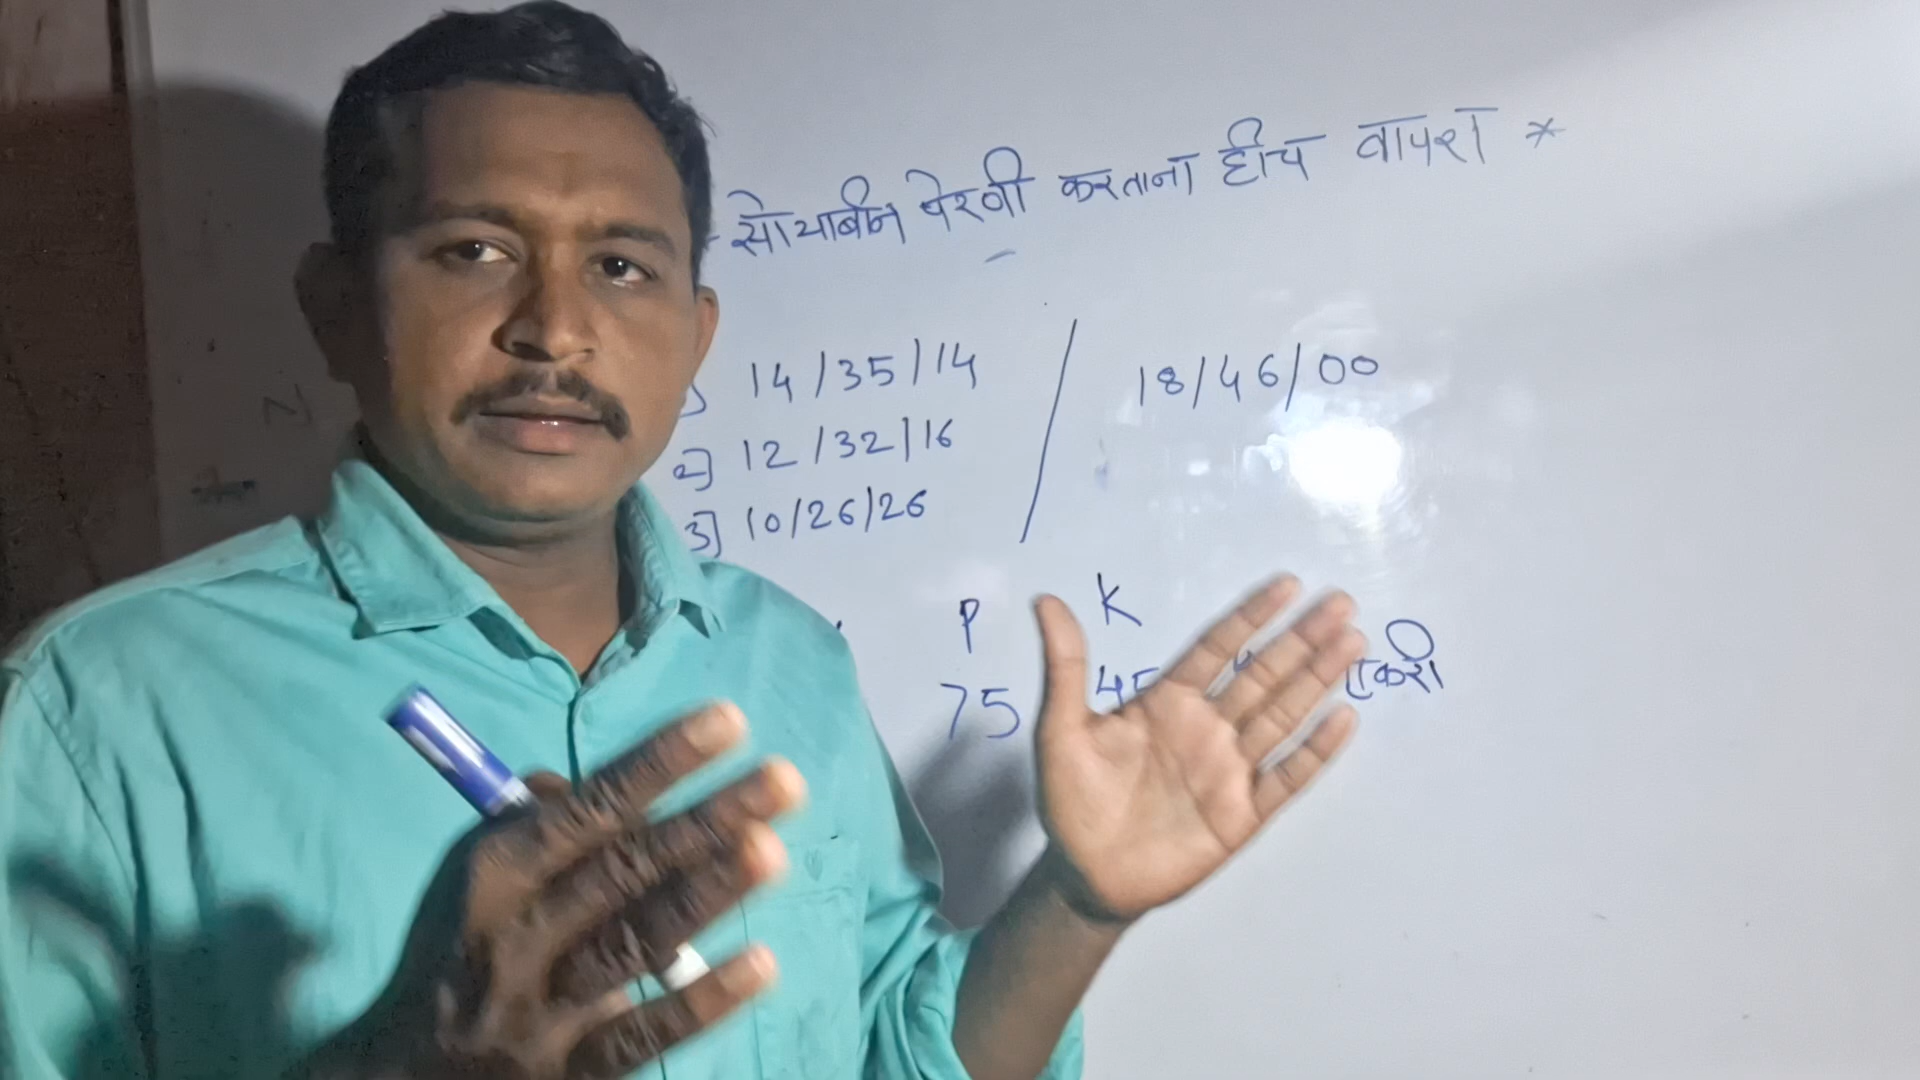 सोयाबीन पेरणी करताना हीच वापरा *
14/35/14 / 18/46/00
2] 12/32/16
3] 10/26/26
P K
75 45 एकरी